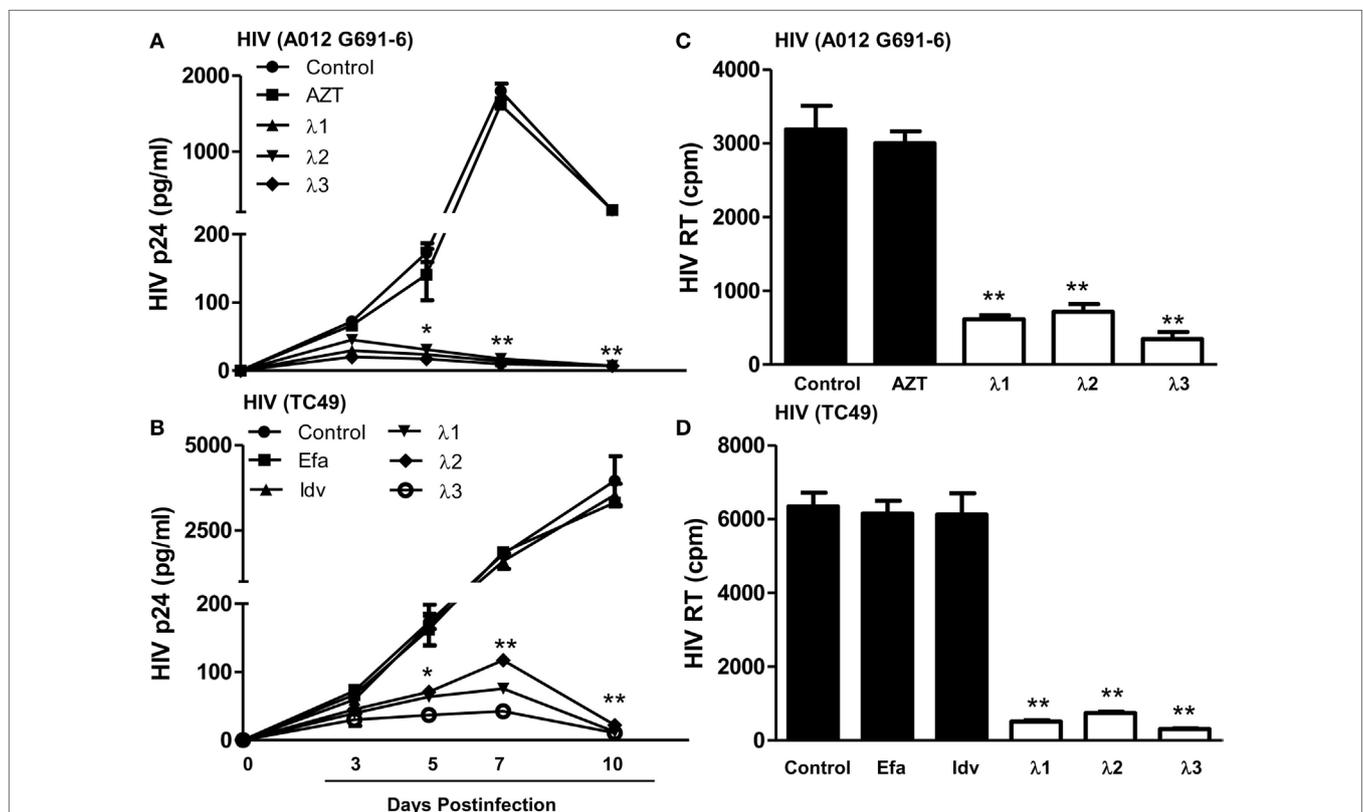 A
HIV (A012 G691-6)
Control
AZT
λ1
λ2
λ3
HIV p24 (pg/ml)
2000
1000
200
100
0
*
**
**
C
HIV (A012 G691-6)
HIV RT (cpm)
4000
3000
2000
1000
0
**
**
**
Control AZT λ1 λ2 λ3
B
HIV (TC49)
Control
Efa
Idv
λ1
λ2
λ3
HIV p24 (pg/ml)
5000
2500
200
100
0
*
**
**
0 3 5 7 10
Days Postinfection
D
HIV (TC49)
HIV RT (cpm)
8000
6000
4000
2000
0
**
**
**
Control Efa Idv λ1 λ2 λ3